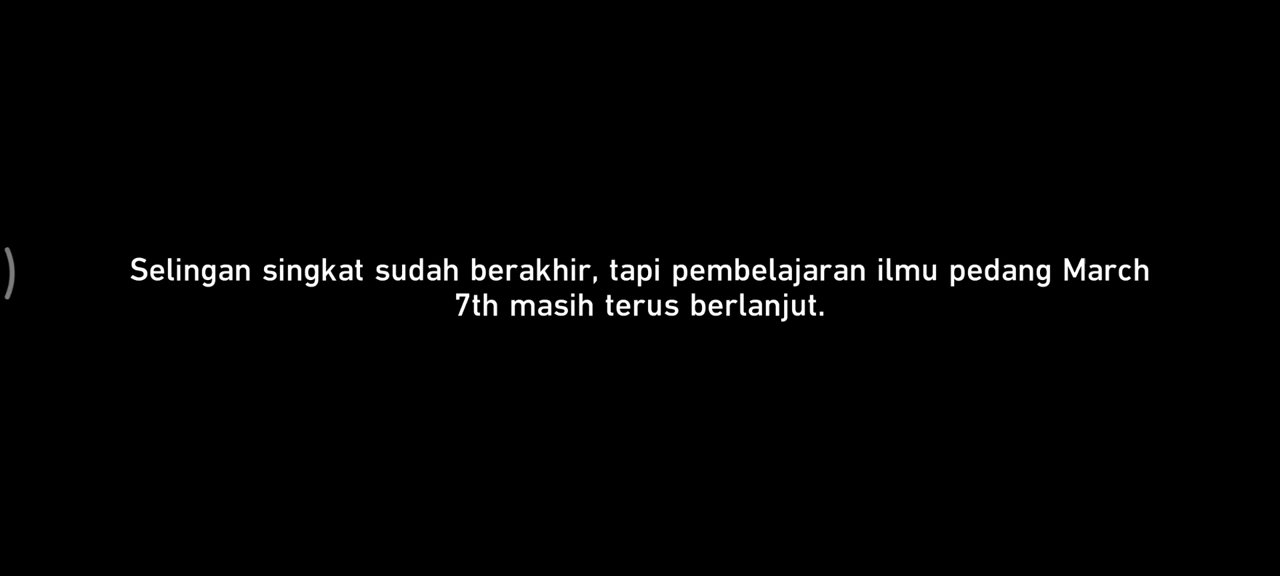 Selingan singkat sudah berakhir, tapi pembelajaran ilmu pedang March
7th masih terus berlanjut.